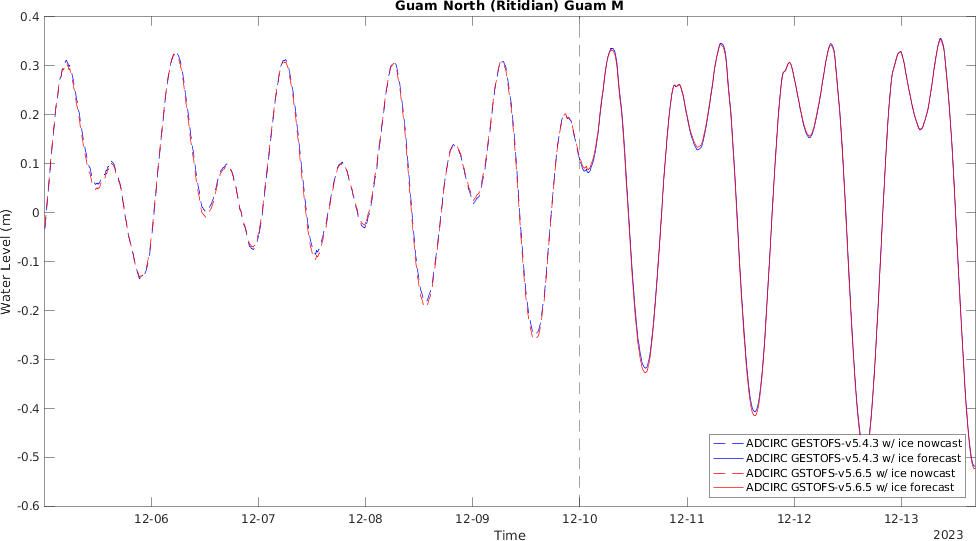 Guam North (Ritidian) Guam M
0.4
0.3
0.2
0.1
0
-0.1
-0.2
-0.3
-0.4
-0.5
-0.6
Water Level (m)
ADCIRC GESTOFS-v5.4.3 w/ ice nowcast
ADCIRC GESTOFS-v5.4.3 w/ ice forecast
ADCIRC GSTOFS-v5.6.5 w/ ice nowcast
ADCIRC GSTOFS-v5.6.5 w/ ice forecast
12-06 12-07 12-08 12-09 12-10 12-11 12-12 12-13
Time
2023